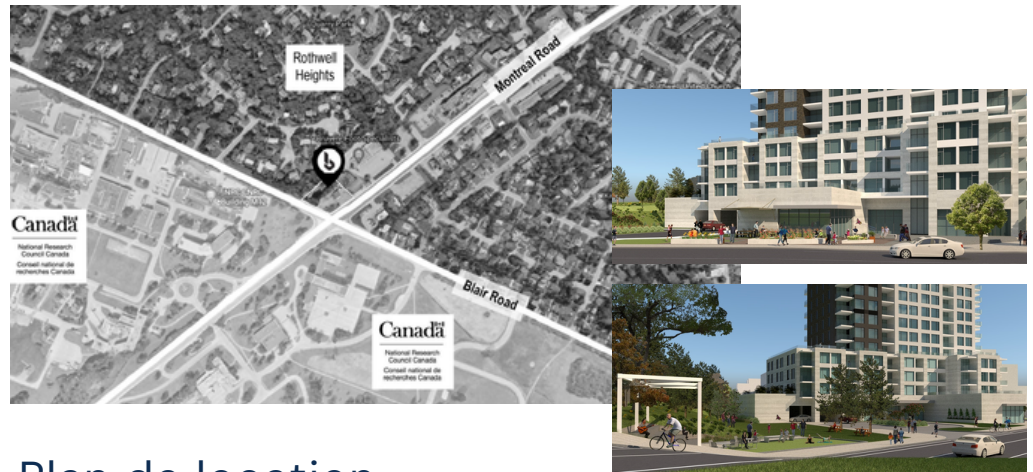 Rothwell
Heights
Montreal Road
b
Canada
National Research
Council Canada
Conseil national de
recherches Canada
Blair Road
Canada
National Research
Council Canada
Conseil national de
recherches Canada
Plan de location